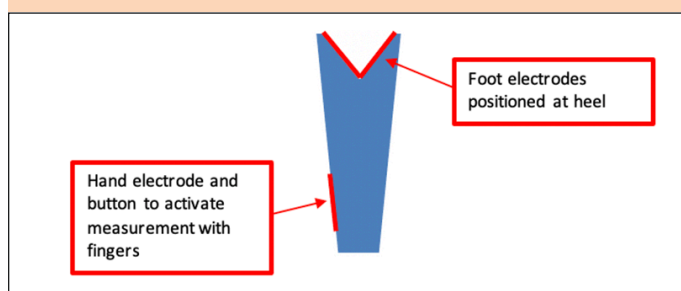 Foot electrodes
positioned at heel
Hand electrode and
button to activate
measurement with
fingers